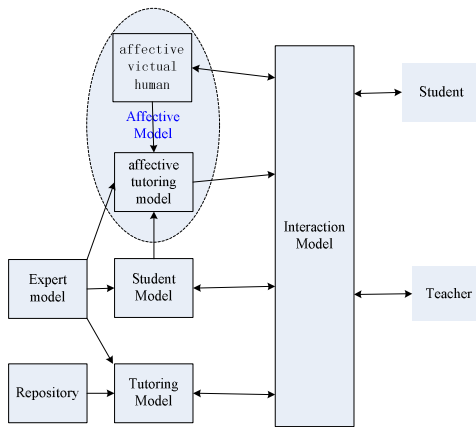 affective
victual
human
Affective
Model
affective
tutoring
model
Interaction
Model
Student
Expert
model
Student
Model
Teacher
Repository
Tutoring
Model